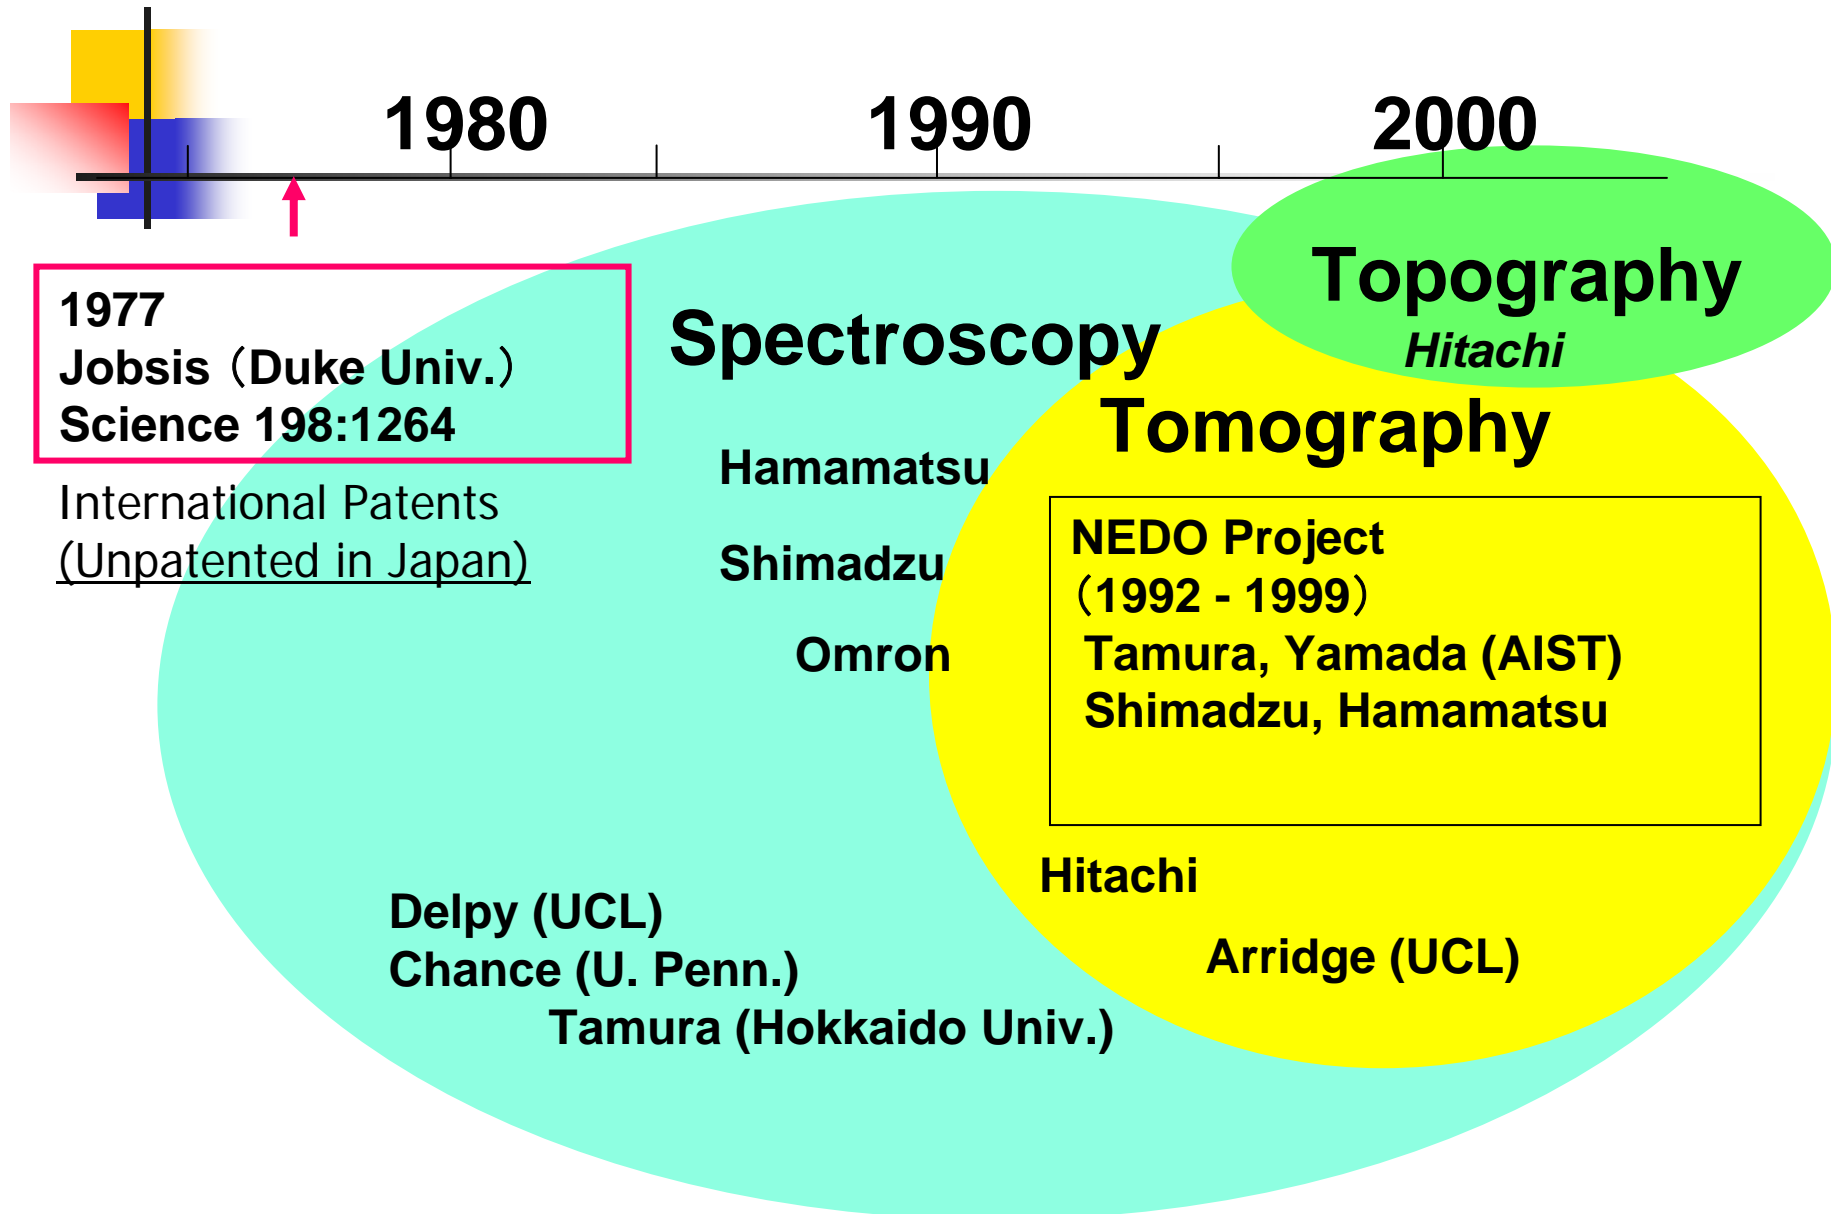 1980 1990 2000
1977
Jobsis（Duke Univ.）
Science 198:1264
International Patents
(Unpatented in Japan)
Spectroscopy
Hamamatsu
Shimadzu
Omron
Delpy (UCL)
Chance (U. Penn.)
Tamura (Hokkaido Univ.)
Topography
Hitachi
Tomography
NEDO Project
（1992 - 1999）
Tamura, Yamada (AIST)
Shimadzu, Hamamatsu
Hitachi
Arridge (UCL)